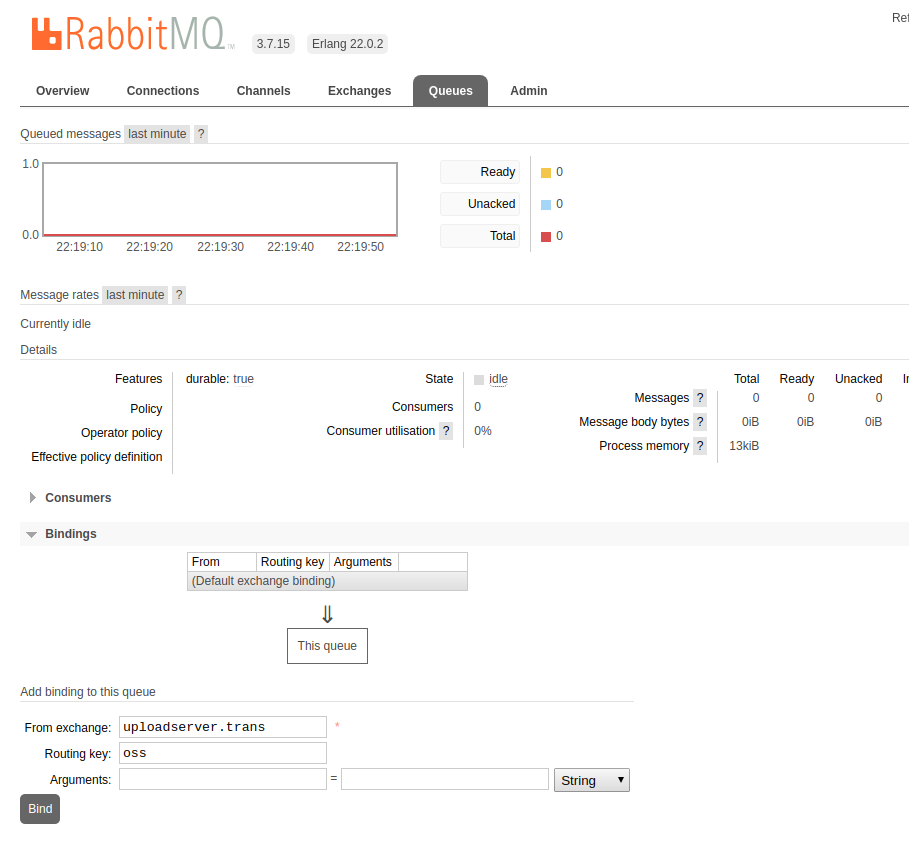 Ref
RabbitMQ TM 3.7.15 Erlang 22.0.2
Overview Connections Channels Exchanges Queues Admin
Queued messages last minute ?
1.0
0.0
22:19:10 22:19:20 22:19:30 22:19:40 22:19:50
Ready 0
Unacked 0
Total 0
Message rates last minute ?
Currently idle
Details
Features durable: true
Policy
Operator policy
Effective policy definition
State idle
Consumers 0
Consumer utilisation ? 0%
Total Ready Unacked In
Messages ? 0 0 0
Message body bytes ? 0iB 0iB 0iB
Process memory ? 13kiB
Consumers
Bindings
From Routing key Arguments
(Default exchange binding)
⇓
This queue
Add binding to this queue
From exchange: uploadserver.trans *
Routing key: oss
Arguments: = String ▾
Bind